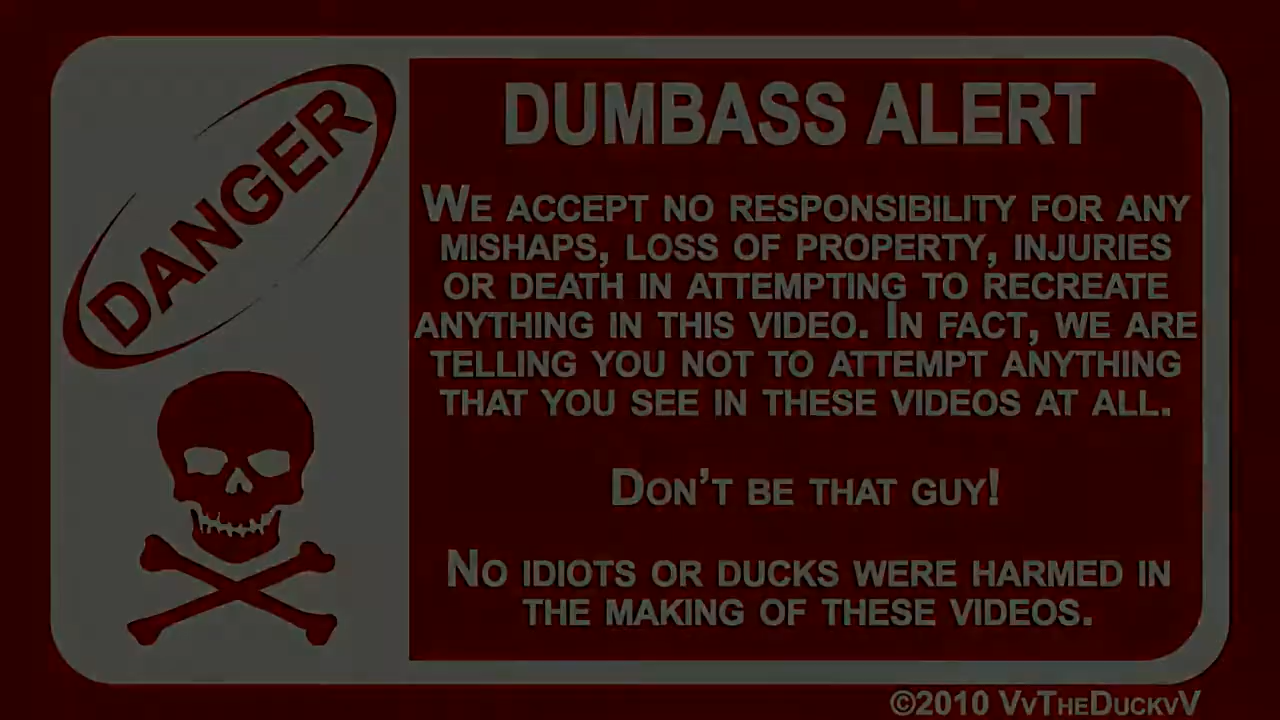 DANGER
DUMBASS ALERT
WE ACCEPT NO RESPONSIBILITY FOR ANY
MISHAPS, LOSS OF PROPERTY, INJURIES
OR DEATH IN ATTEMPTING TO RECREATE
ANYTHING IN THIS VIDEO. IN FACT, WE ARE
TELLING YOU NOT TO ATTEMPT ANYTHING
THAT YOU SEE IN THESE VIDEOS AT ALL.
DON'T BE THAT GUY!
NO IDIOTS OR DUCKS WERE HARMED IN
THE MAKING OF THESE VIDEOS.
©2010 VVTHEDUCKVV